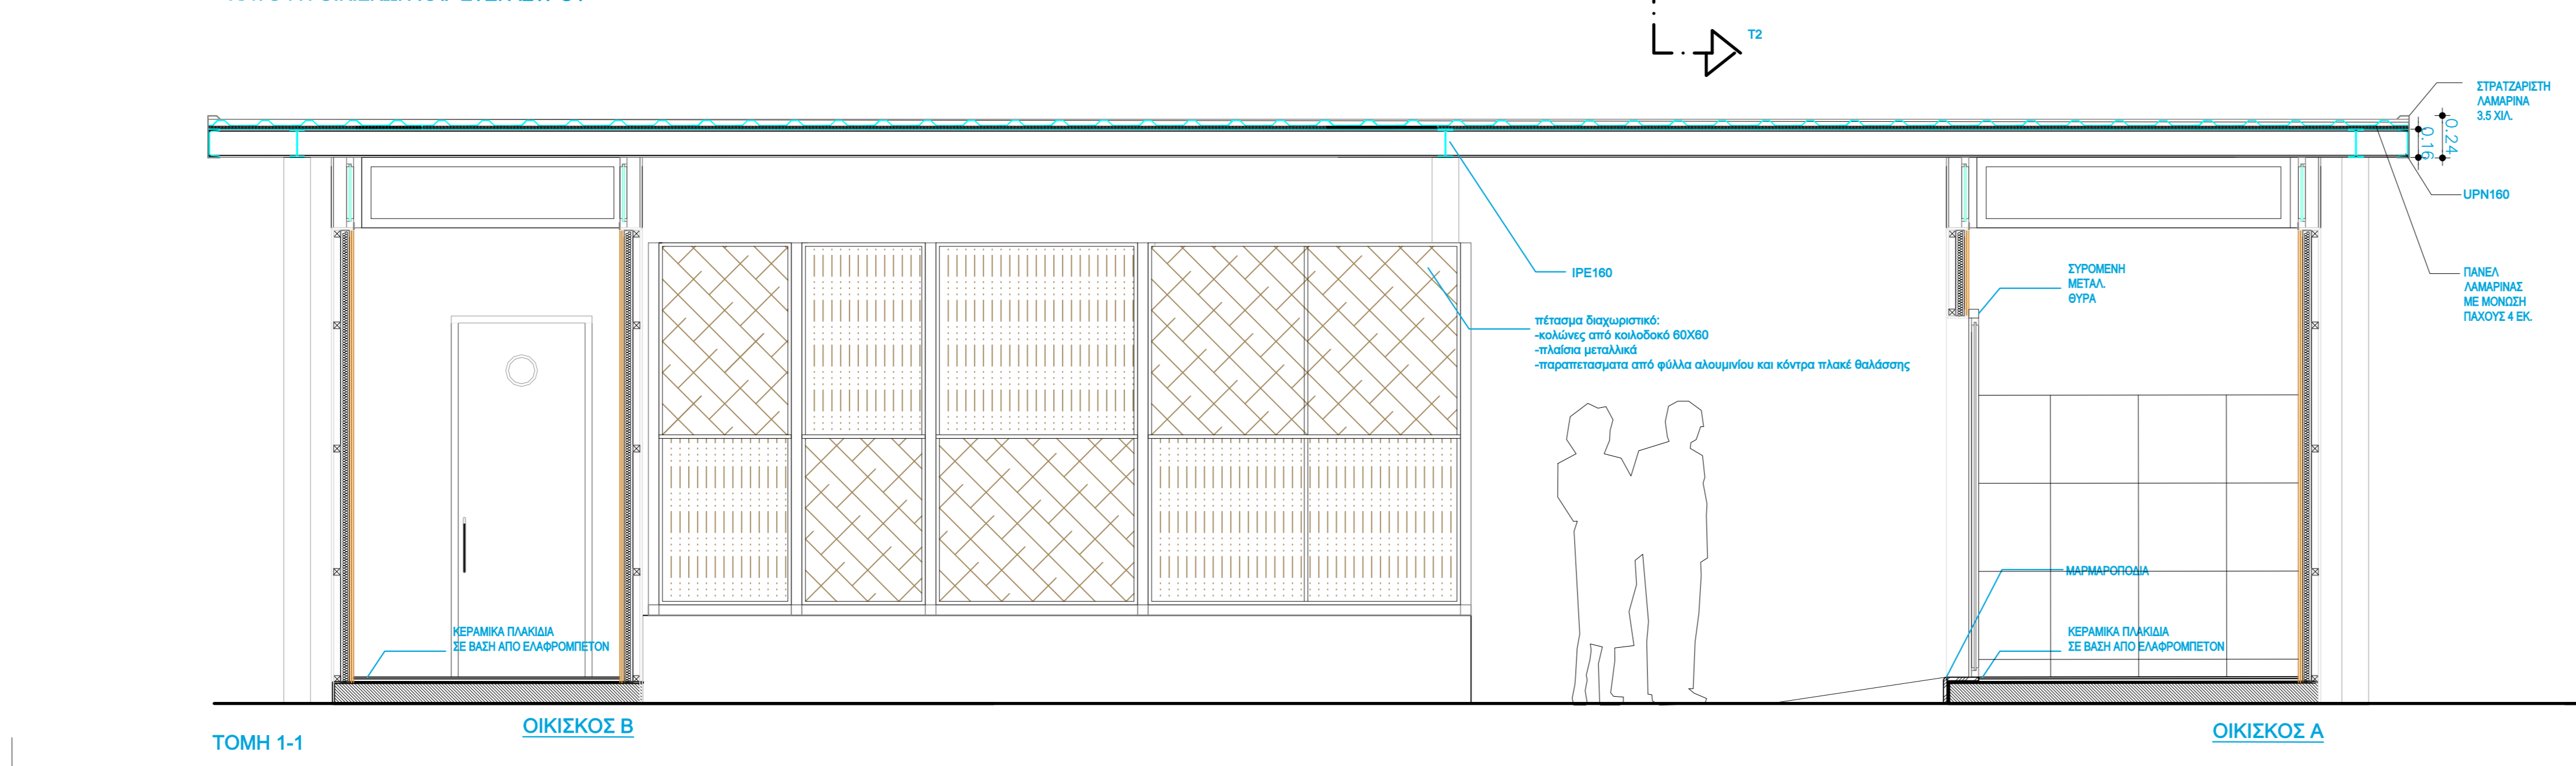 T2
ΣΤΡΑΤΖΑΡΙΣΤΗ
ΛΑΜΑΡΙΝΑ
3.5 ΧΙΛ.
0.24
0.16
UPN160
IPE160
ΠΑΝΕΛ
ΛΑΜΑΡΙΝΑΣ
ΜΕ ΜΟΝΩΣΗ
ΠΑΧΟΥΣ 4 ΕΚ.
ΣΥΡΟΜΕΝΗ
ΜΕΤΑΛ.
ΘΥΡΑ
πέτασμα διαχωριστικό:
-κολώνες από κοιλοδοκό 60X60
-πλαίσια μεταλλικά
-παραπετασματα από φύλλα αλουμινίου και κόντρα πλακέ θαλάσσης
ΜΑΡΜΑΡΟΠΟΔΙΑ
ΚΕΡΑΜΙΚΑ ΠΛΑΚΙΔΙΑ
ΣΕ ΒΑΣΗ ΑΠΟ ΕΛΑΦΡΟΜΠΕΤΟΝ
ΚΕΡΑΜΙΚΑ ΠΛΑΚΙΔΙΑ
ΣΕ ΒΑΣΗ ΑΠΟ ΕΛΑΦΡΟΜΠΕΤΟΝ
ΟΙΚΙΣΚΟΣ Β
ΟΙΚΙΣΚΟΣ Α
ΤΟΜΗ 1-1